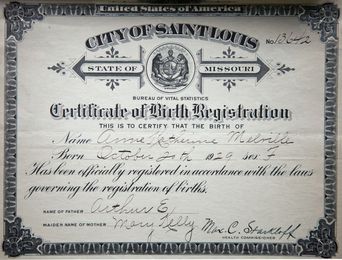 United States of America
CITY OF SAINT LOUIS
No.
STATE OF MISSOURI
BUREAU OF VITAL STATISTICS
Certificate of Birth Registration
THIS IS TO CERTIFY THAT THE BIRTH OF
Name Anne Katherine Melville
Born October 20th 1929 Sex F
Has been officially registered in accordance with the laws
governing the registration of births.
NAME OF FATHER Arthur E.
MAIDEN NAME OF MOTHER Mary Kelly Max C. Starkloff
HEALTH COMMISSIONER